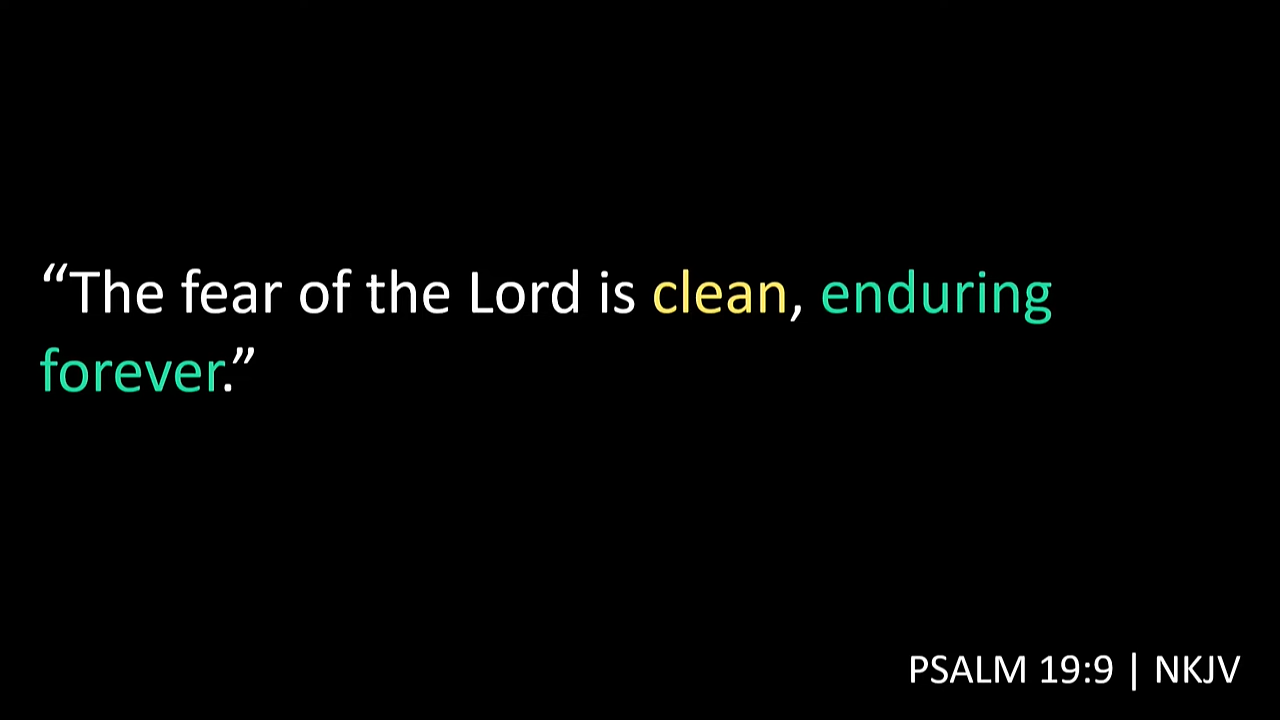 “The fear of the Lord is clean, enduring
forever.”
PSALM 19:9 | NKJV